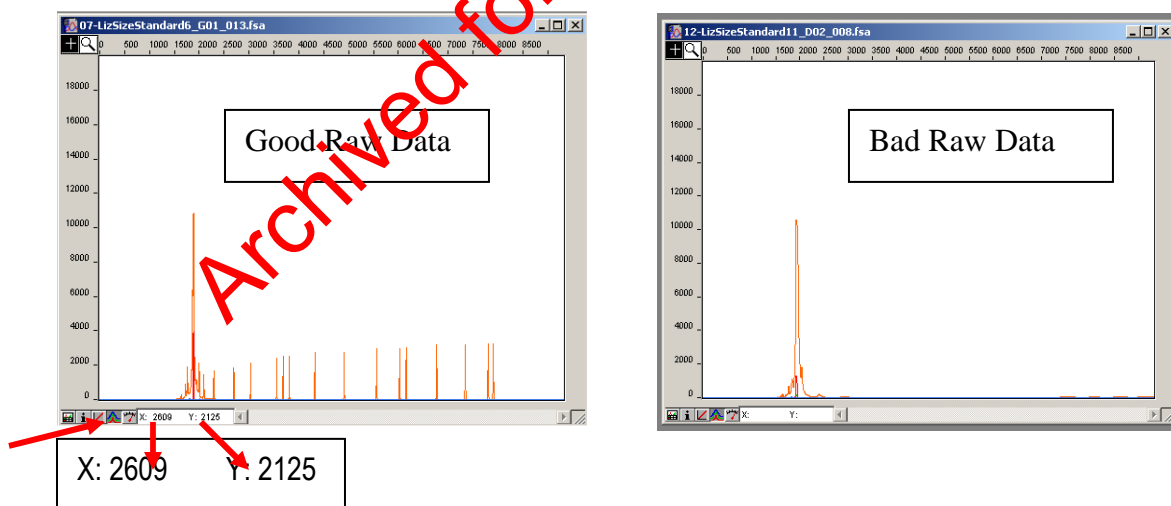 07-LizSizeStandard6_G01_013.fsa
0 500 1000 1500 2000 2500 3000 3500 4000 4500 5000 5500 6000 6500 7000 7500 8000 8500
18000
16000
14000
12000
10000
8000
6000
4000
2000
0
Good Raw Data
X: 2609 Y: 2125
X: 2609 Y: 2125
Archived for
12-LizSizeStandard11_D02_008.fsa
0 500 1000 1500 2000 2500 3000 3500 4000 4500 5000 5500 6000 6500 7000 7500 8000 8500
18000
16000
14000
12000
10000
8000
6000
4000
2000
0
Bad Raw Data
X: Y: